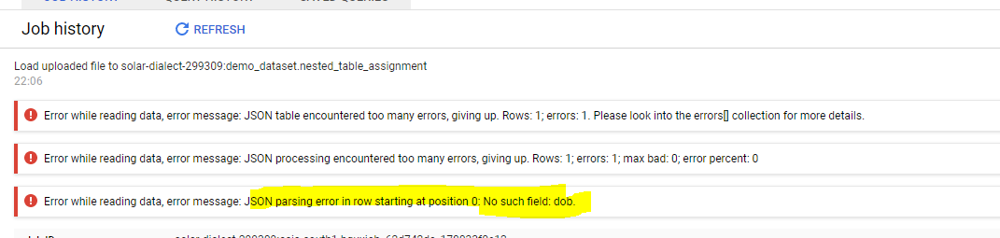 Job history
REFRESH
Load uploaded file to solar-dialect-299309:demo_dataset.nested_table_assignment
22:06
Error while reading data, error message: JSON table encountered too many errors, giving up. Rows: 1; errors: 1. Please look into the errors[] collection for more details.
Error while reading data, error message: JSON processing encountered too many errors, giving up. Rows: 1; errors: 1; max bad: 0; error percent: 0
Error while reading data, error message: JSON parsing error in row starting at position 0: No such field: dob.